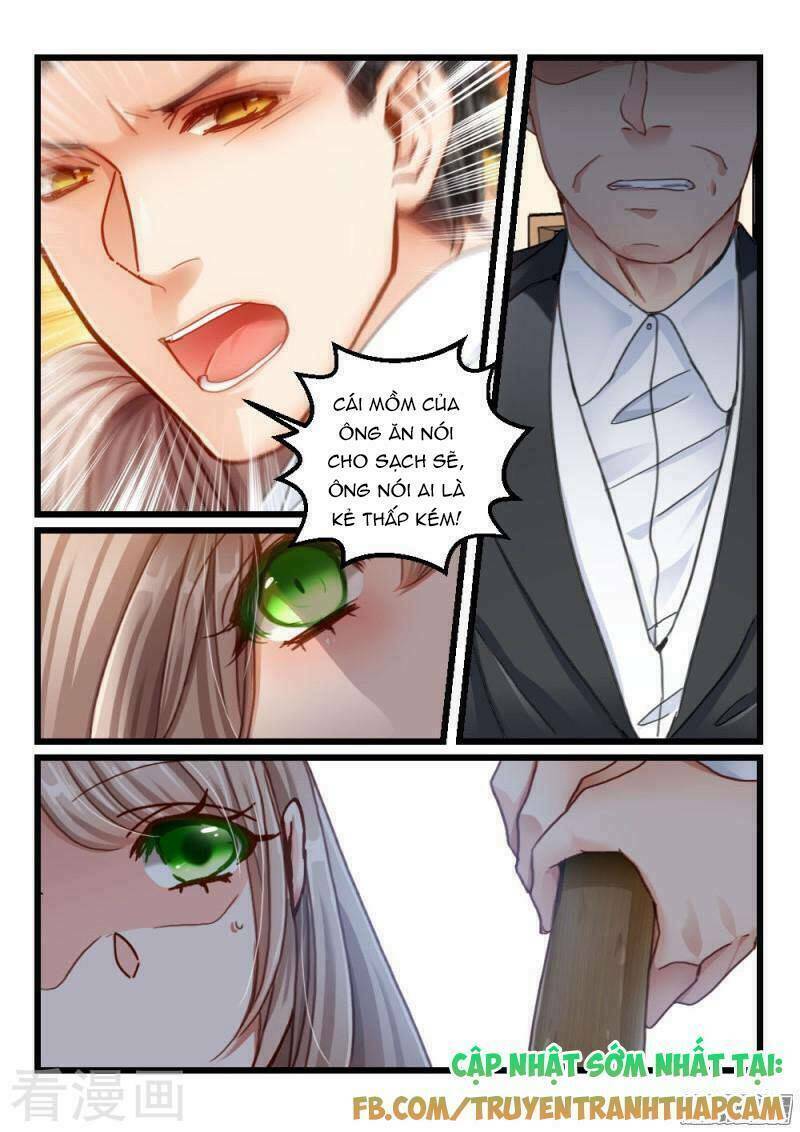 CÁI MỒM CỦA
ÔNG ĂN NÓI
CHO SẠCH SẼ,
ÔNG NÓI AI LÀ
KẺ THẤP KÉM!
CẬP NHẬT SỚM NHẤT TẠI:
看漫画
FB.COM/TRUYENTRANHTHAPCAM/